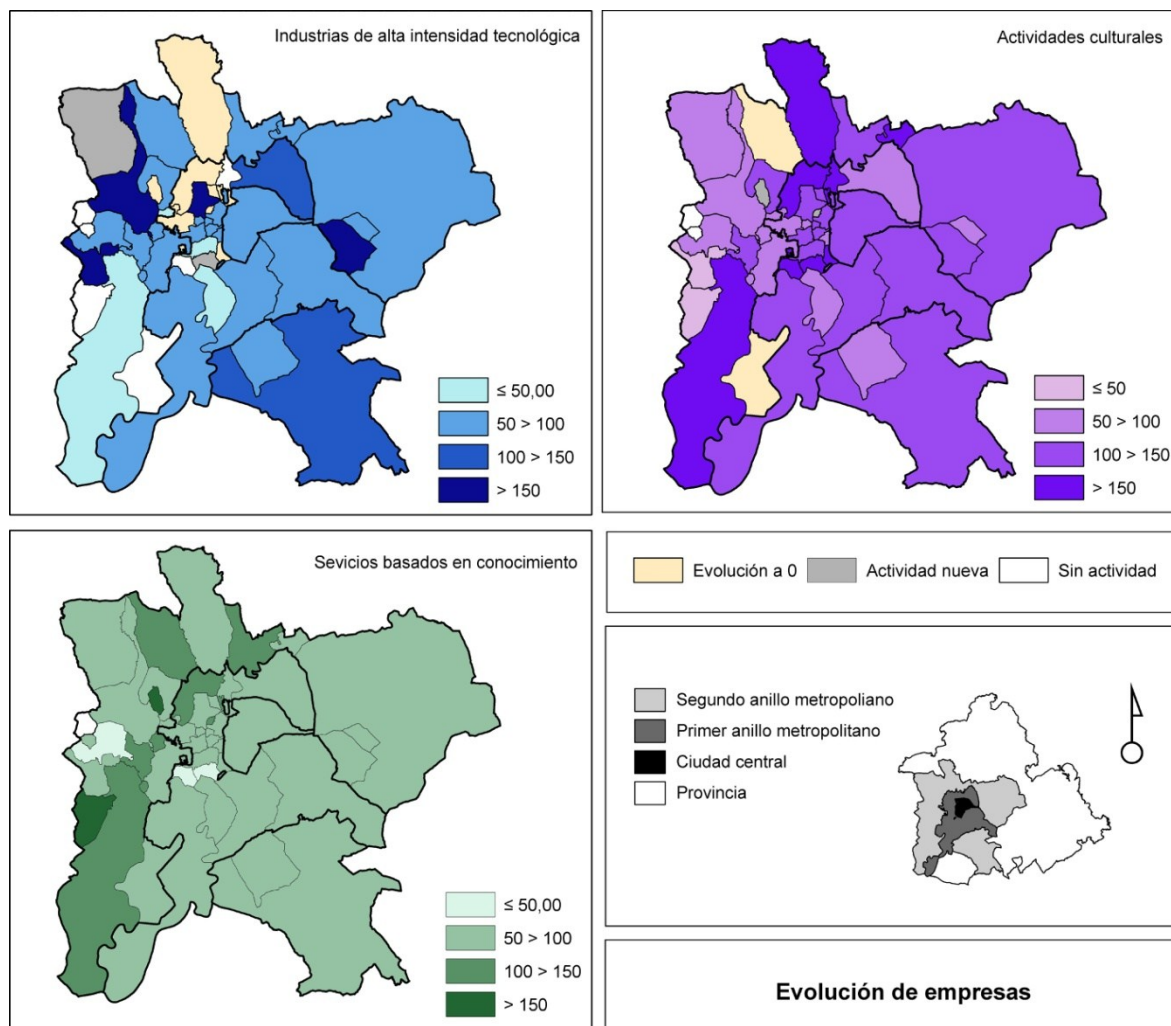 Industrias de alta intensidad tecnológica
≤ 50,00
50 > 100
100 > 150
> 150
Actividades culturales
≤ 50
50 > 100
100 > 150
> 150
Sevicios basados en conocimiento
≤ 50,00
50 > 100
100 > 150
> 150
Evolución a 0
Actividad nueva
Sin actividad
Segundo anillo metropoliano
Primer anillo metropolitano
Ciudad central
Provincia
Evolución de empresas